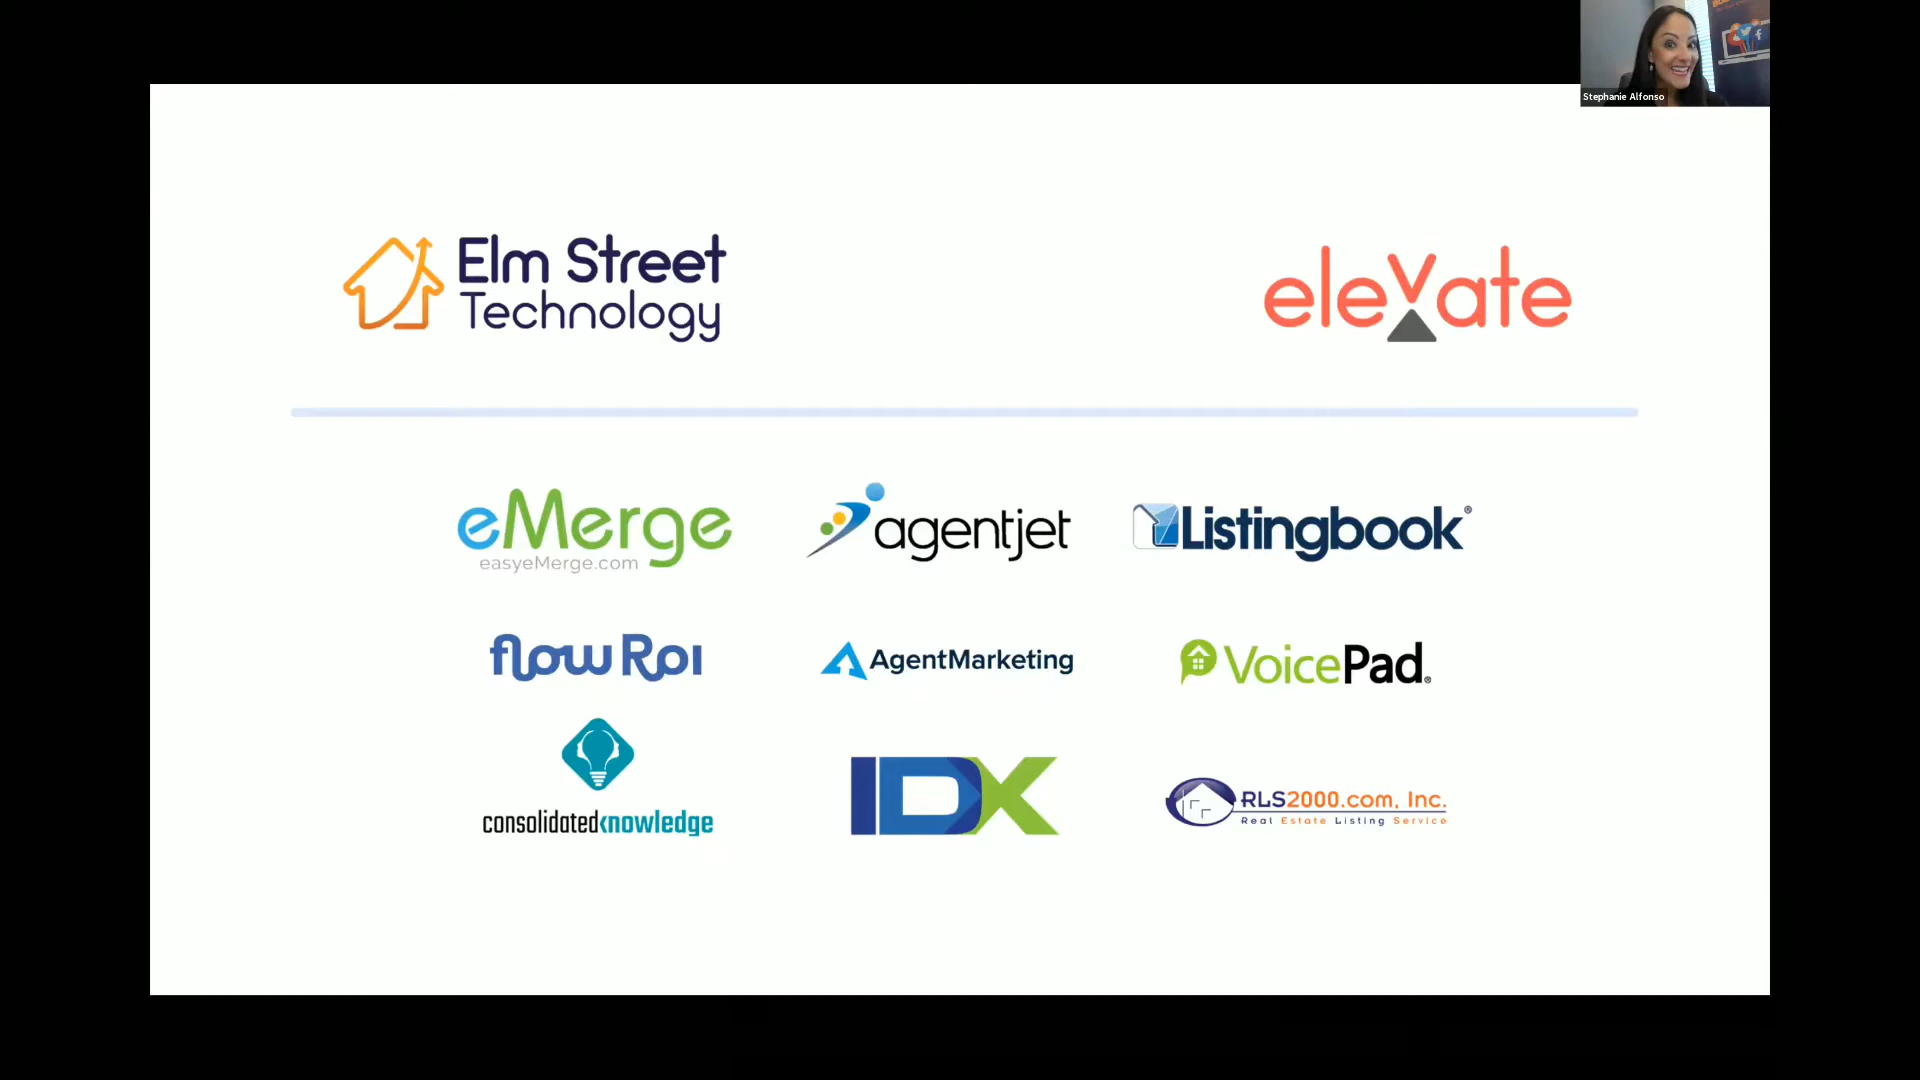 Stephanie Alfonso
Elm Street
Technology
elevate
eMerge
easyeMerge.com
agentjet
Listingbook®
flowROI
AgentMarketing
VoicePad®
consolidatedknowledge
IDX
RLS2000.com, Inc.
Real Estate Listing Service